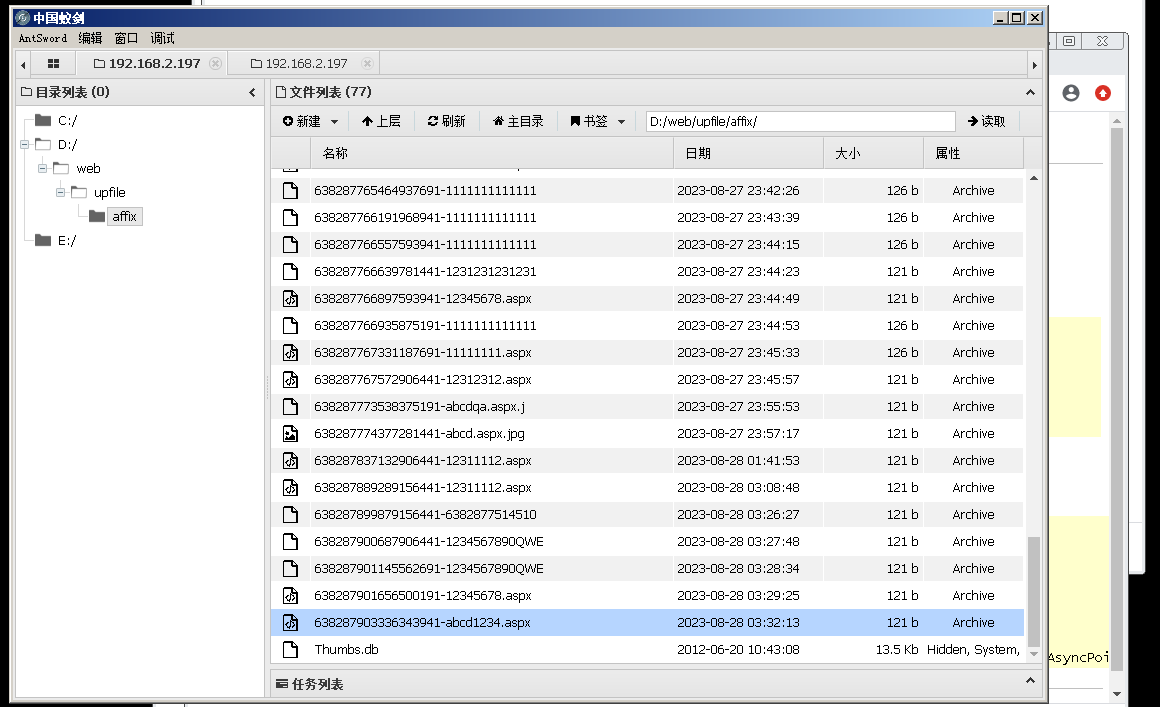 中国蚁剑
AntSword 编辑 窗口 调试
192.168.2.197 192.168.2.197
目录列表 (0)
C:/
D:/
web
upfile
affix
E:/
文件列表 (77)
新建 上层 刷新 主目录 书签 D:/web/upfile/affix/ 读取
名称 日期 大小 属性
638287765464937691-1111111111111 2023-08-27 23:42:26 126 b Archive
638287766191968941-1111111111111 2023-08-27 23:43:39 126 b Archive
638287766557593941-1111111111111 2023-08-27 23:44:15 126 b Archive
638287766639781441-1231231231231 2023-08-27 23:44:23 121 b Archive
638287766897593941-12345678.aspx 2023-08-27 23:44:49 121 b Archive
638287766935875191-1111111111111 2023-08-27 23:44:53 126 b Archive
638287767331187691-11111111.aspx 2023-08-27 23:45:33 126 b Archive
638287767572906441-12312312.aspx 2023-08-27 23:45:57 121 b Archive
638287773538375191-abcdqa.aspx.j 2023-08-27 23:55:53 121 b Archive
638287774377281441-abcd.aspx.jpg 2023-08-27 23:57:17 121 b Archive
638287837132906441-12311112.aspx 2023-08-28 01:41:53 121 b Archive
638287889289156441-12311112.aspx 2023-08-28 03:08:48 121 b Archive
638287899879156441-6382877514510 2023-08-28 03:26:27 121 b Archive
638287900687906441-1234567890QWE 2023-08-28 03:27:48 121 b Archive
638287901145562691-1234567890QWE 2023-08-28 03:28:34 121 b Archive
638287901656500191-12345678.aspx 2023-08-28 03:29:25 121 b Archive
638287903336343941-abcd1234.aspx 2023-08-28 03:32:13 121 b Archive
Thumbs.db 2012-06-20 10:43:08 13.5 Kb Hidden, System,
任务列表
AsyncPoi